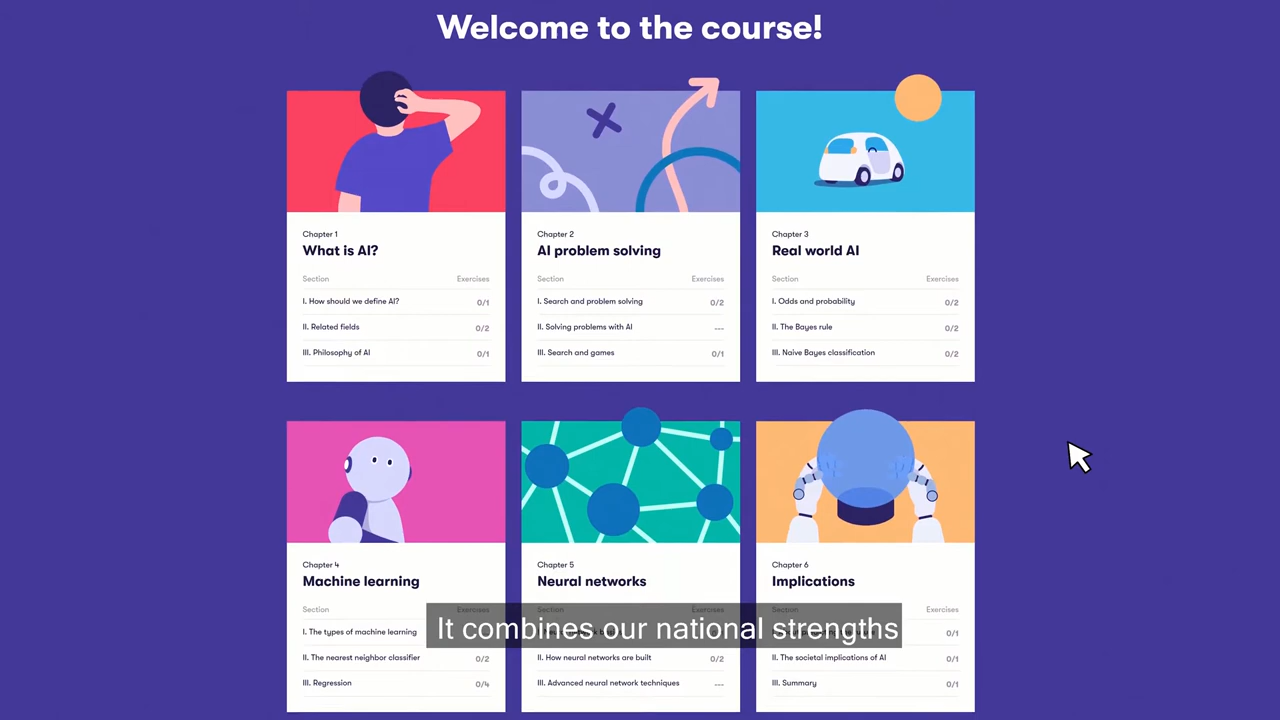 Welcome to the course!
Chapter 1
What is AI?
Section Exercises
I. How should we define AI? 0/1
II. Related fields 0/2
III. Philosophy of AI 0/1
Chapter 2
AI problem solving
Section Exercises
I. Search and problem solving 0/2
II. Solving problems with AI ---
III. Search and games 0/1
Chapter 3
Real world AI
Section Exercises
I. Odds and probability 0/2
II. The Bayes rule 0/2
III. Naive Bayes classification 0/2
Chapter 4
Machine learning
Section Exercises
I. The types of machine learning
II. The nearest neighbor classifier 0/2
III. Regression 0/4
Chapter 5
Neural networks
Section Exercises
II. How neural networks are built 0/2
III. Advanced neural network techniques ---
Chapter 6
Implications
Section Exercises
0/1
II. The societal implications of AI 0/1
III. Summary 0/1
It combines our national strengths